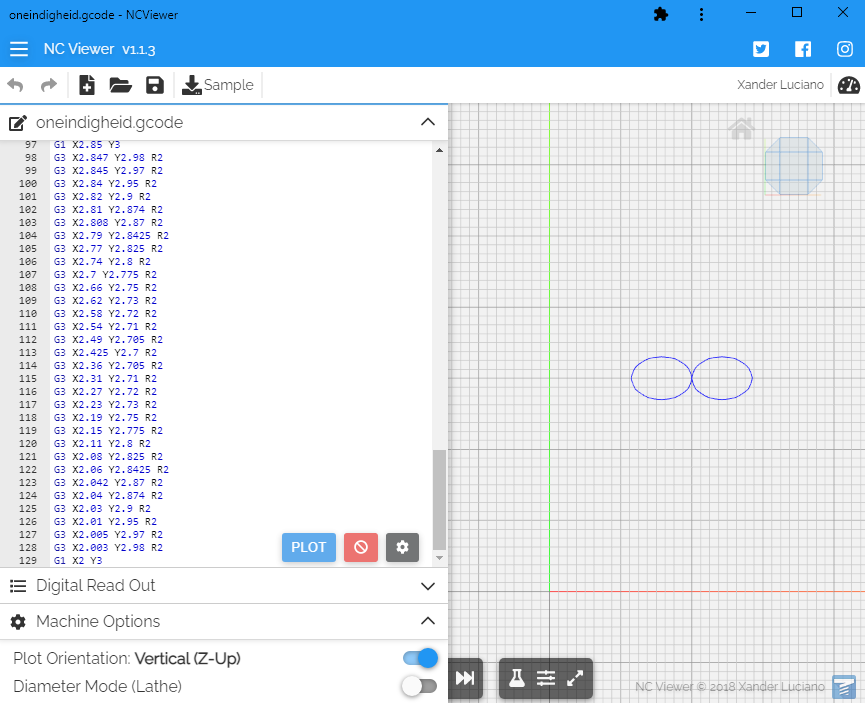 oneindigheid.gcode - NCViewer
NC Viewer v1.1.3
Sample
Xander Luciano
oneindigheid.gcode
97 G1 X2.85 Y3
98 G3 X2.847 Y2.98 R2
99 G3 X2.845 Y2.97 R2
100 G3 X2.84 Y2.95 R2
101 G3 X2.82 Y2.9 R2
102 G3 X2.81 Y2.874 R2
103 G3 X2.808 Y2.87 R2
104 G3 X2.79 Y2.8425 R2
105 G3 X2.77 Y2.825 R2
106 G3 X2.74 Y2.8 R2
107 G3 X2.7 Y2.775 R2
108 G3 X2.66 Y2.75 R2
109 G3 X2.62 Y2.73 R2
110 G3 X2.58 Y2.72 R2
111 G3 X2.54 Y2.71 R2
112 G3 X2.49 Y2.705 R2
113 G3 X2.425 Y2.7 R2
114 G3 X2.36 Y2.705 R2
115 G3 X2.31 Y2.71 R2
116 G3 X2.27 Y2.72 R2
117 G3 X2.23 Y2.73 R2
118 G3 X2.19 Y2.75 R2
119 G3 X2.15 Y2.775 R2
120 G3 X2.11 Y2.8 R2
121 G3 X2.08 Y2.825 R2
122 G3 X2.06 Y2.8425 R2
123 G3 X2.042 Y2.87 R2
124 G3 X2.04 Y2.874 R2
125 G3 X2.03 Y2.9 R2
126 G3 X2.01 Y2.95 R2
127 G3 X2.005 Y2.97 R2
128 G3 X2.003 Y2.98 R2
129 G1 X2 Y3
PLOT
Digital Read Out
Machine Options
Plot Orientation: Vertical (Z-Up)
Diameter Mode (Lathe)
NC Viewer © 2018 Xander Luciano